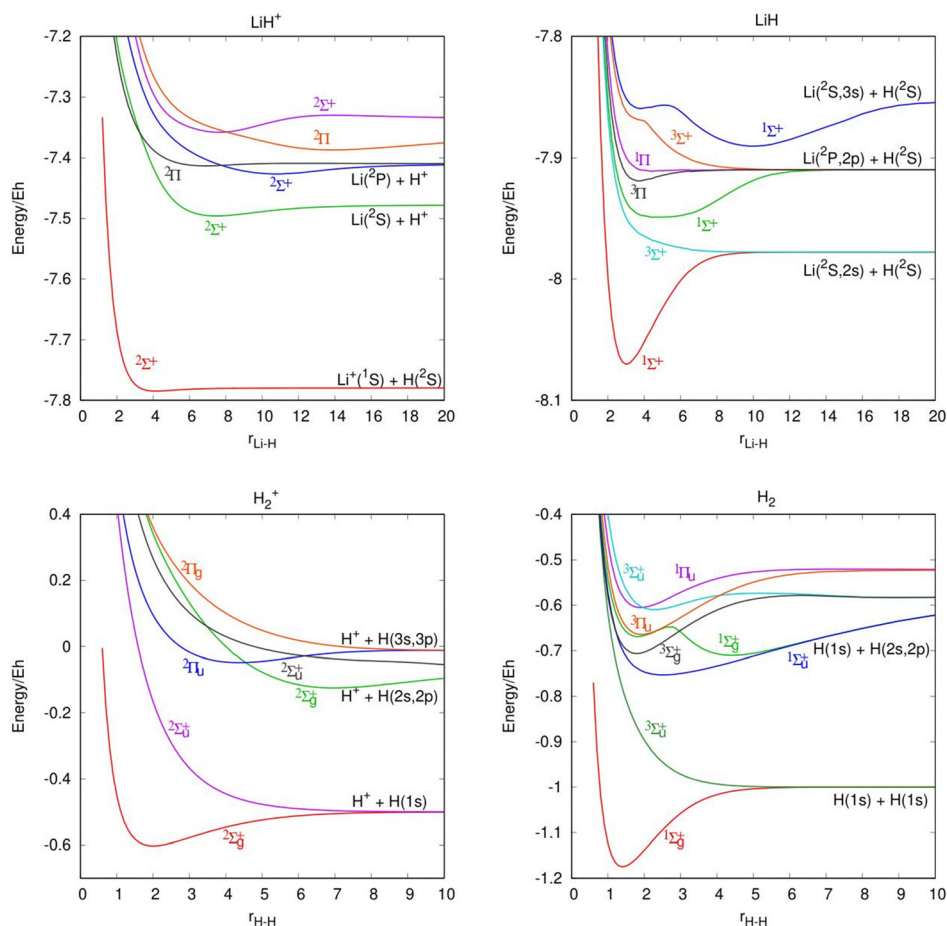 LiH⁺
-7.2
-7.3
-7.4
-7.5
-7.6
-7.7
-7.8
Energy/Eh
²Σ⁺
²Π
²Π
²Σ⁺
Li(²P) + H⁺
Li(²S) + H⁺
²Σ⁺
²Σ⁺
Li⁺(¹S) + H(²S)
0 2 4 6 8 10 12 14 16 18 20
r Li-H
LiH
-7.8
-7.9
-8
-8.1
Energy/Eh
Li(²S,3s) + H(²S)
³Σ⁺
¹Σ⁺
¹Π
Li(²P,2p) + H(²S)
³Π
¹Σ⁺
³Σ⁺
Li(²S,2s) + H(²S)
¹Σ⁺
0 2 4 6 8 10 12 14 16 18 20
r Li-H
H₂⁺
0.4
0.2
0
-0.2
-0.4
-0.6
Energy/Eh
²Πg
H⁺ + H(3s,3p)
²Πu
²Σu⁺
²Σg⁺
H⁺ + H(2s,2p)
²Σu⁺
H⁺ + H(1s)
²Σg⁺
0 1 2 3 4 5 6 7 8 9 10
r H-H
H₂
-0.4
-0.5
-0.6
-0.7
-0.8
-0.9
-1
-1.1
-1.2
Energy/Eh
³Σu⁺
¹Πu
³Πu
³Σg⁺
¹Σg⁺
H(1s) + H(2s,2p)
¹Σu⁺
³Σu⁺
H(1s) + H(1s)
¹Σg⁺
0 1 2 3 4 5 6 7 8 9 10
r H-H